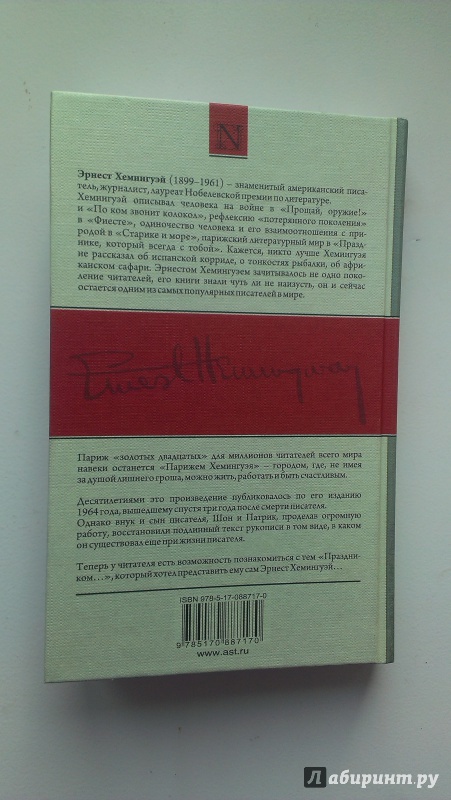 N
Эрнест Хемингуэй (1899–1961) – знаменитый американский писа-
тель, журналист, лауреат Нобелевской премии по литературе.
Хемингуэй описывал человека на войне в «Прощай, оружие!»
и «По ком звонит колокол», рефлексию «потерянного поколения»
в «Фиесте», одиночество человека и его взаимоотношения с при-
родой в «Старике и море», парижский литературный мир в «Празд-
нике, который всегда с тобой». Кажется, никто лучше Хемингуэя
не рассказал об испанской корриде, о тонкостях рыбалки, об афри-
канском сафари. Эрнестом Хемингуэем зачитывалось не одно поко-
ление читателей, его книги знали чуть ли не наизусть, он и сейчас
остается одним из самых популярных писателей в мире.
Ernest Hemingway
Париж «золотых двадцатых» для миллионов читателей всего мира
навеки останется «Парижем Хемингуэя» – городом, где, не имея
за душой лишнего гроша, можно жить, работать и быть счастливым.
Десятилетиями это произведение публиковалось по его изданию
1964 года, вышедшему спустя три года после смерти писателя.
Однако внук и сын писателя, Шон и Патрик, проделав огромную
работу, восстановили подлинный текст рукописи в том виде, в каком
он существовал еще при жизни писателя.
Теперь у читателя есть возможность познакомиться с тем «Праздни-
ком…», который хотел представить ему сам Эрнест Хемингуэй…
ISBN 978-5-17-088717-0
9 785170 887170
www.ast.ru
Лабиринт.ру